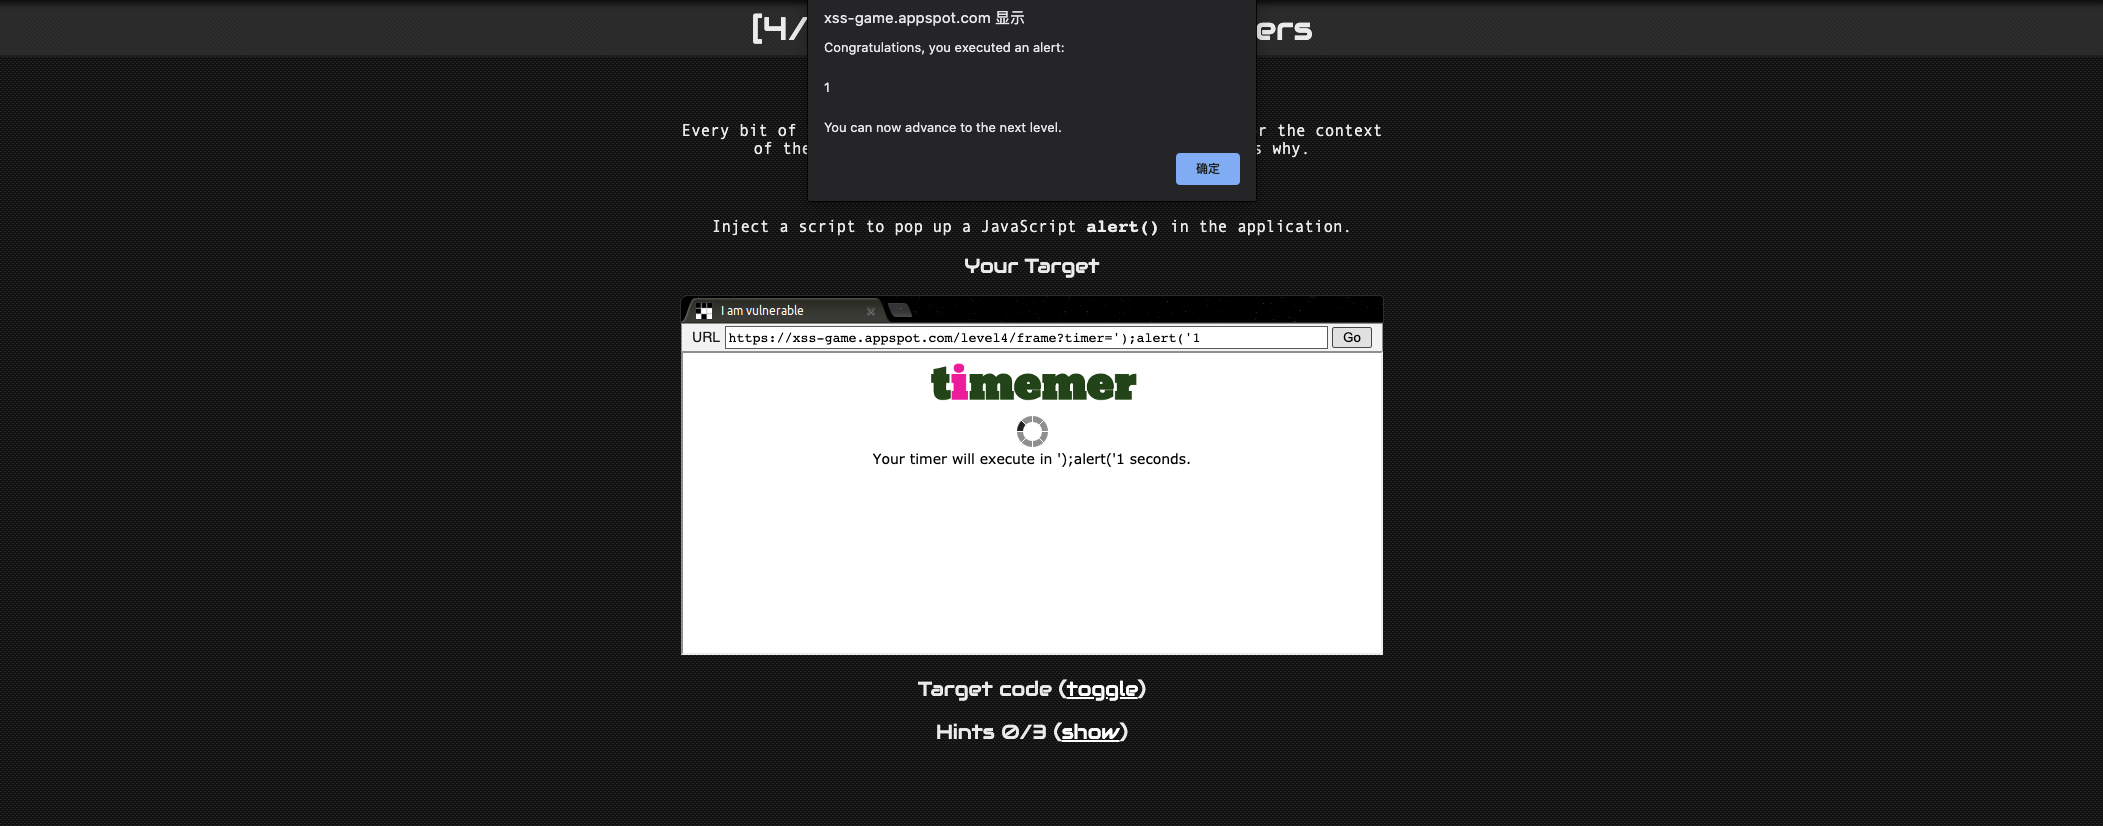 [4/ ers
xss-game.appspot.com 显示
Congratulations, you executed an alert:
1
You can now advance to the next level.
确定
Every bit of r the context
of the s why.
Inject a script to pop up a JavaScript alert() in the application.
Your Target
I am vulnerable
URL https://xss-game.appspot.com/level4/frame?timer=');alert('1 Go
timemer
Your timer will execute in ');alert('1 seconds.
Target code (toggle)
Hints 0/3 (show)